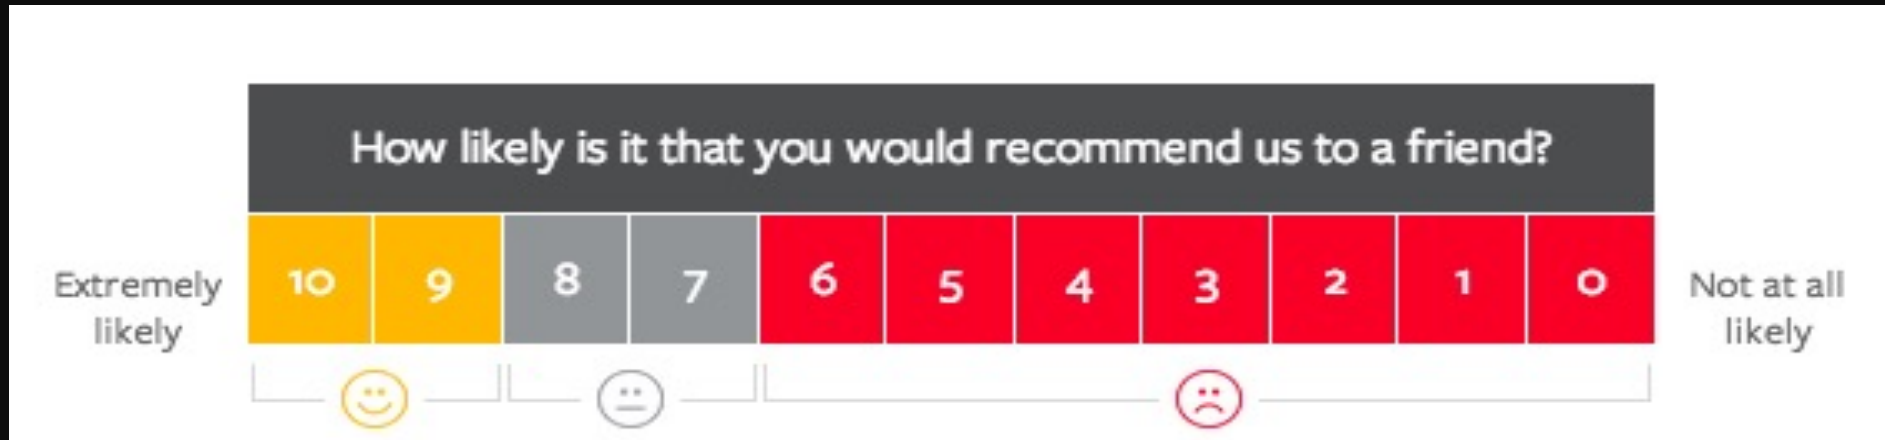 How likely is it that you would recommend us to a friend?
Extremely
likely
10 9 8 7 6 5 4 3 2 1 0
Not at all
likely